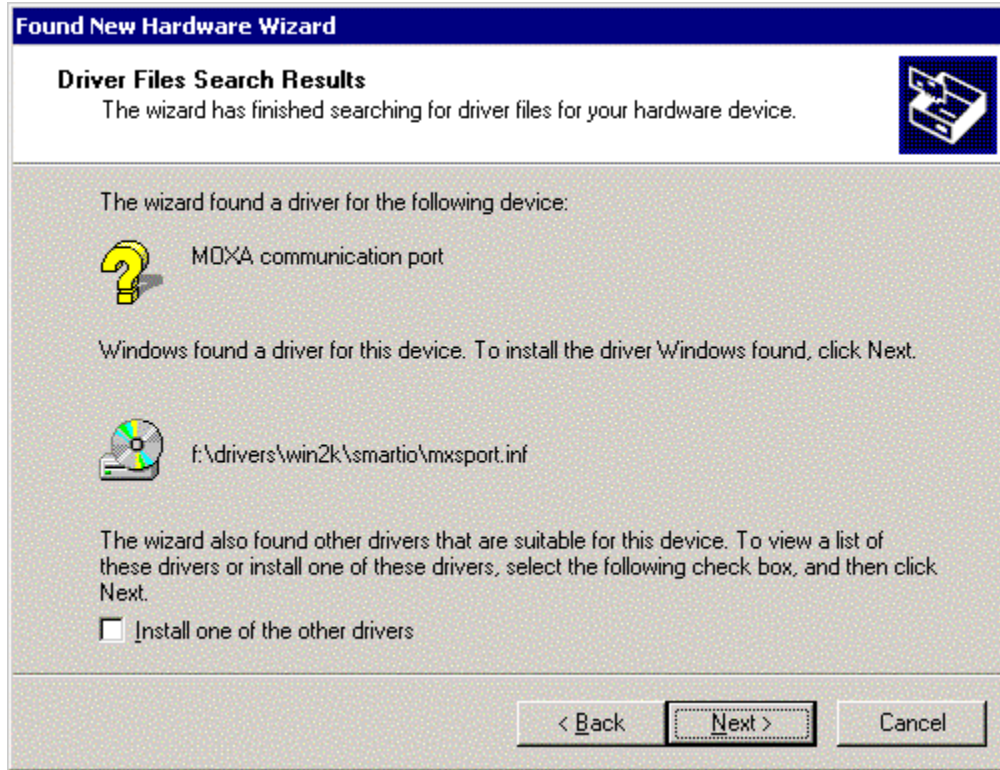 Found New Hardware Wizard
Driver Files Search Results
The wizard has finished searching for driver files for your hardware device.
The wizard found a driver for the following device:
MOXA communication port
Windows found a driver for this device. To install the driver Windows found, click Next.
f:\drivers\win2k\smartio\mxsport.inf
The wizard also found other drivers that are suitable for this device. To view a list of
these drivers or install one of these drivers, select the following check box, and then click
Next.
Install one of the other drivers
< Back Next > Cancel